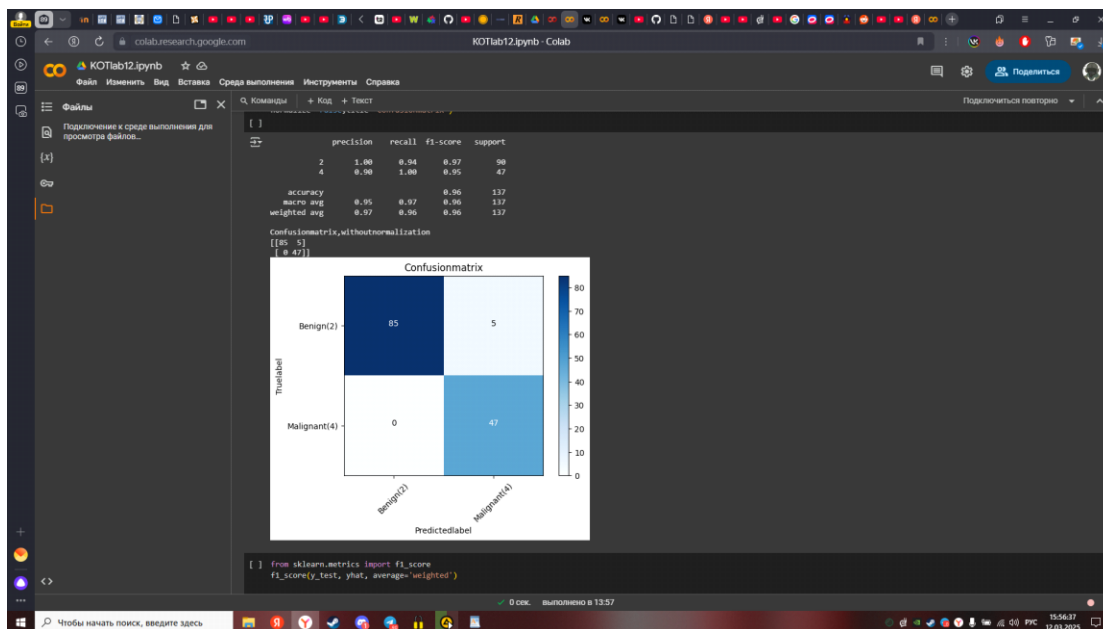 Войти
colab.research.google.com
KOTlab12.ipynb - Colab
89
KOTlab12.ipynb
Файл Изменить Вид Вставка Среда выполнения Инструменты Справка
Поделиться
Файлы
Команды + Код + Текст
Подключиться повторно
Подключение к среде выполнения для
просмотра файлов...
[ ]
{x}
precision recall f1-score support
2 1.00 0.94 0.97 90
4 0.90 1.00 0.95 47
accuracy 0.96 137
macro avg 0.95 0.97 0.96 137
weighted avg 0.97 0.96 0.96 137
Confusionmatrix,withoutnormalization
[[85 5]
[ 0 47]]
Confusionmatrix
80
70
60
50
40
30
20
10
0
Truelabel
Benign(2)
85 5
Malignant(4)
0 47
Benign(2) Malignant(4)
Predictedlabel
[ ] from sklearn.metrics import f1_score
f1_score(y_test, yhat, average='weighted')
<>
✓ 0 сек. выполнено в 13:57
Чтобы начать поиск, введите здесь
РУС
15:56:37
12.03.2025